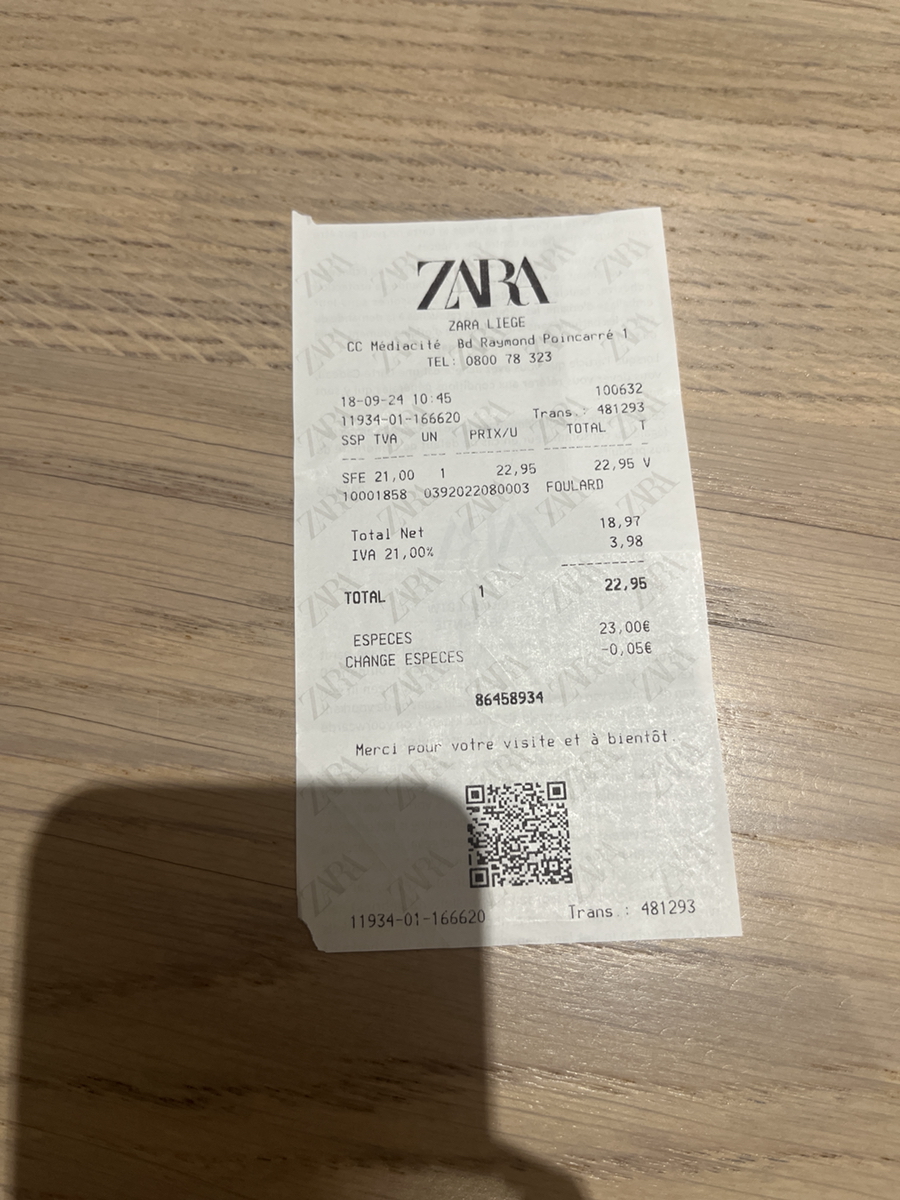 ZARA
ZARA LIEGE
CC Médiacité Bd Raymond Poincarré 1
TEL: 0800 78 323
18-09-24 10:45 100632
11934-01-166620 Trans.: 481293
SSP TVA UN PRIX/U TOTAL T
SFE 21,00 1 22,95 22,95 V
10001858 0392022080003 FOULARD
Total Net 18,97
IVA 21,00% 3,98
TOTAL 1 22,95
ESPECES 23,00€
CHANGE ESPECES -0,05€
86458934
Merci pour votre visite et à bientôt.
11934-01-166620 Trans.: 481293